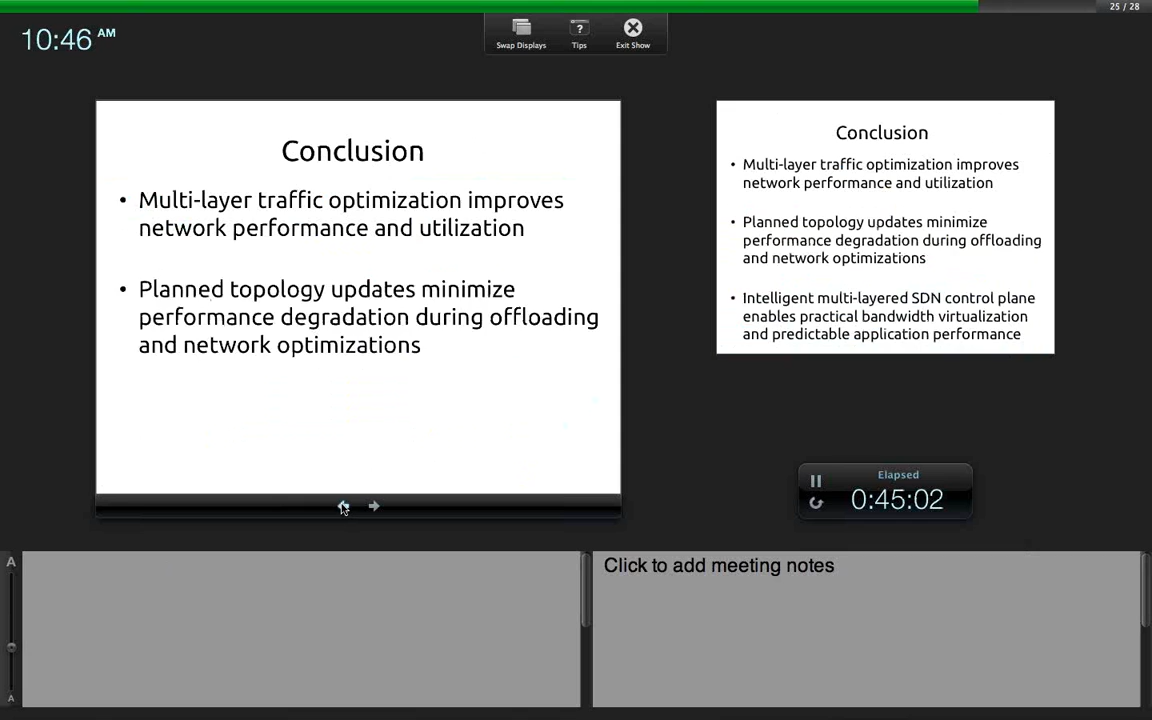 25 / 28
10:46 AM
Swap Displays
Tips
Exit Show
Conclusion
• Multi-layer traffic optimization improves
network performance and utilization
• Planned topology updates minimize
performance degradation during offloading
and network optimizations
Conclusion
• Multi-layer traffic optimization improves
network performance and utilization
• Planned topology updates minimize
performance degradation during offloading
and network optimizations
• Intelligent multi-layered SDN control plane
enables practical bandwidth virtualization
and predictable application performance
Elapsed
0:45:02
A
A
Click to add meeting notes